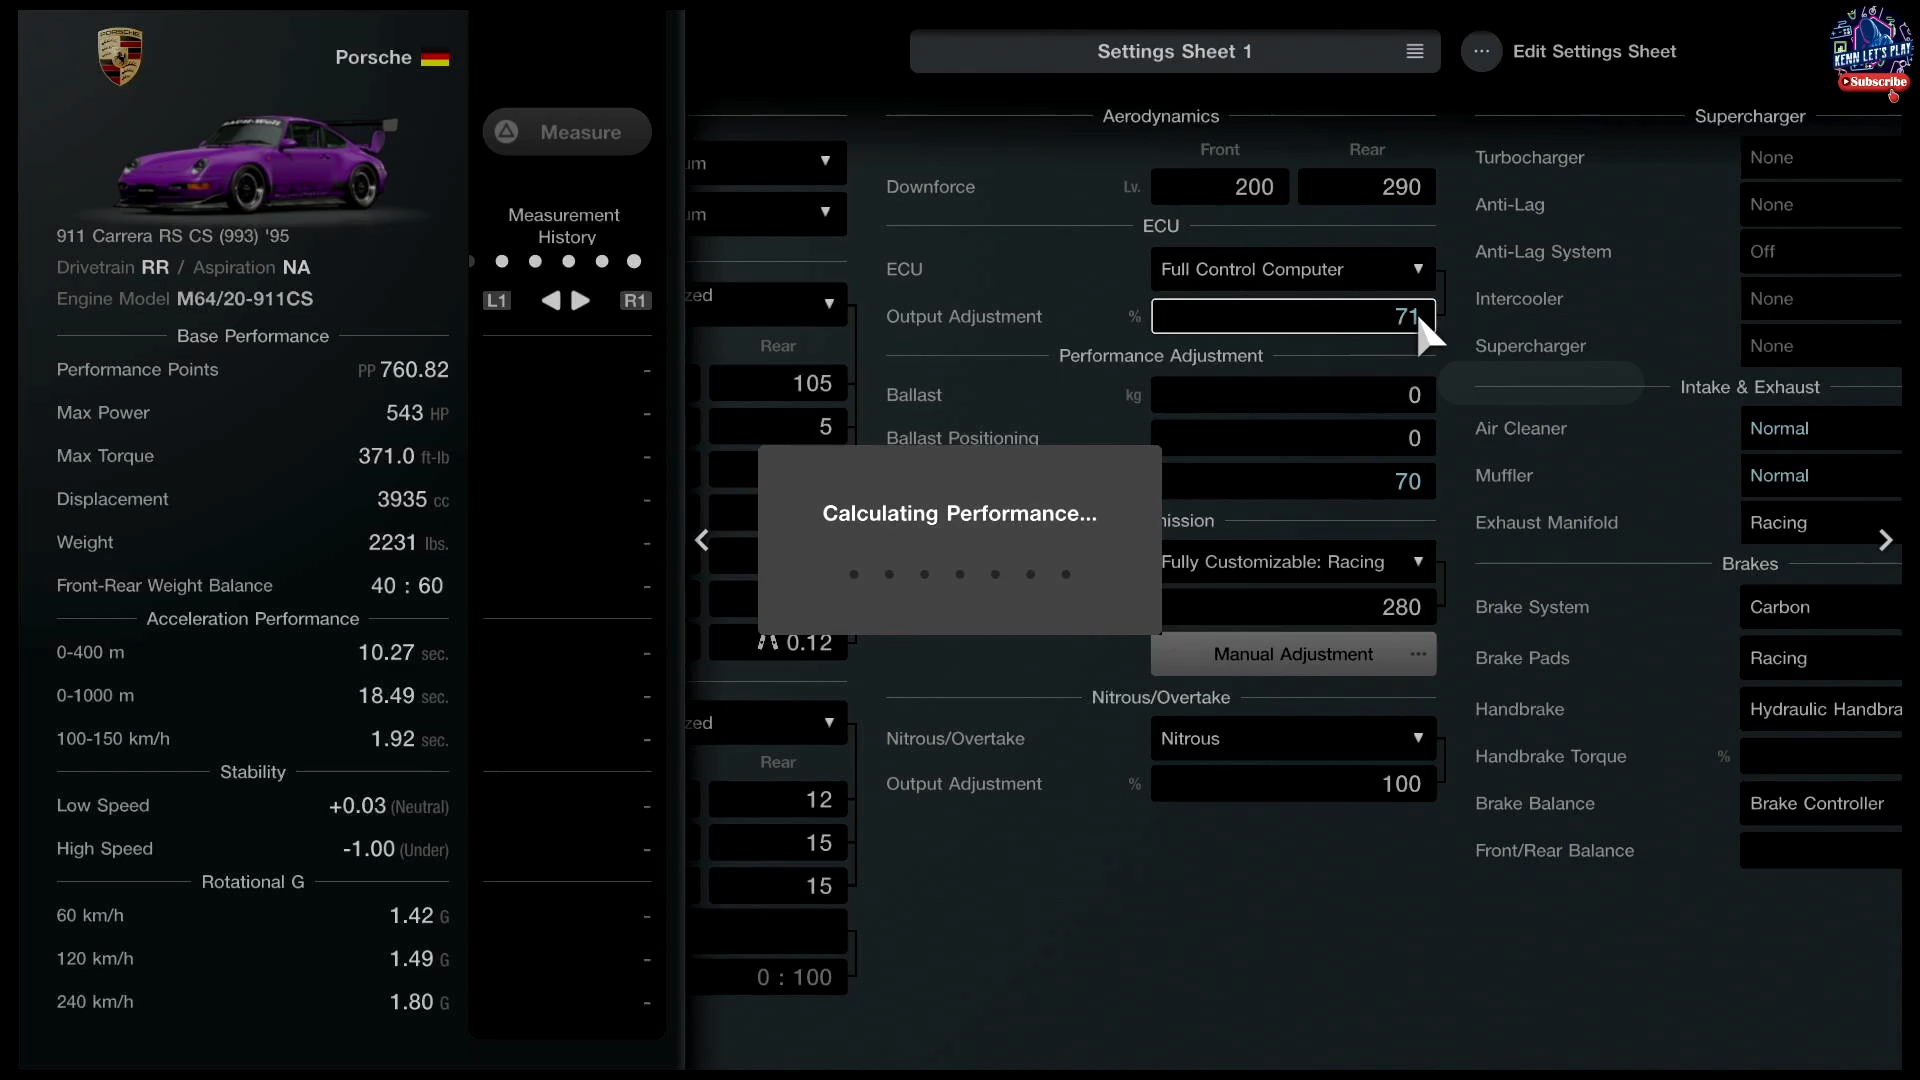 PORSCHE
Porsche
911 Carrera RS CS (993) '95
Drivetrain RR / Aspiration NA
Engine Model M64/20-911CS
Base Performance
Performance Points PP 760.82
Max Power 543 HP
Max Torque 371.0 ft-lb
Displacement 3935 cc
Weight 2231 lbs.
Front-Rear Weight Balance 40 : 60
Acceleration Performance
0-400 m 10.27 sec.
0-1000 m 18.49 sec.
100-150 km/h 1.92 sec.
Stability
Low Speed +0.03 (Neutral)
High Speed -1.00 (Under)
Rotational G
60 km/h 1.42 G
120 km/h 1.49 G
240 km/h 1.80 G
Measure
Measurement
History
L1 R1
- 
-
-
-
-
-
-
-
-
-
-
-
-
-
um
um
zed
Rear
105
5
0.12
zed
Rear
12
15
15
0 : 100
Settings Sheet 1
Edit Settings Sheet
Aerodynamics
Front Rear
Downforce Lv. 200 290
ECU
ECU Full Control Computer
Output Adjustment % 71
Performance Adjustment
Ballast kg 0
Ballast Positioning 0
70
Calculating Performance...
mission
Fully Customizable: Racing
280
Manual Adjustment
Nitrous/Overtake
Nitrous/Overtake Nitrous
Output Adjustment % 100
Supercharger
Turbocharger None
Anti-Lag None
Anti-Lag System Off
Intercooler None
Supercharger None
Intake & Exhaust
Air Cleaner Normal
Muffler Normal
Exhaust Manifold Racing
Brakes
Brake System Carbon
Brake Pads Racing
Handbrake Hydraulic Handbra
Handbrake Torque %
Brake Balance Brake Controller
Front/Rear Balance
KENN LET'S PLAY
Subscribe